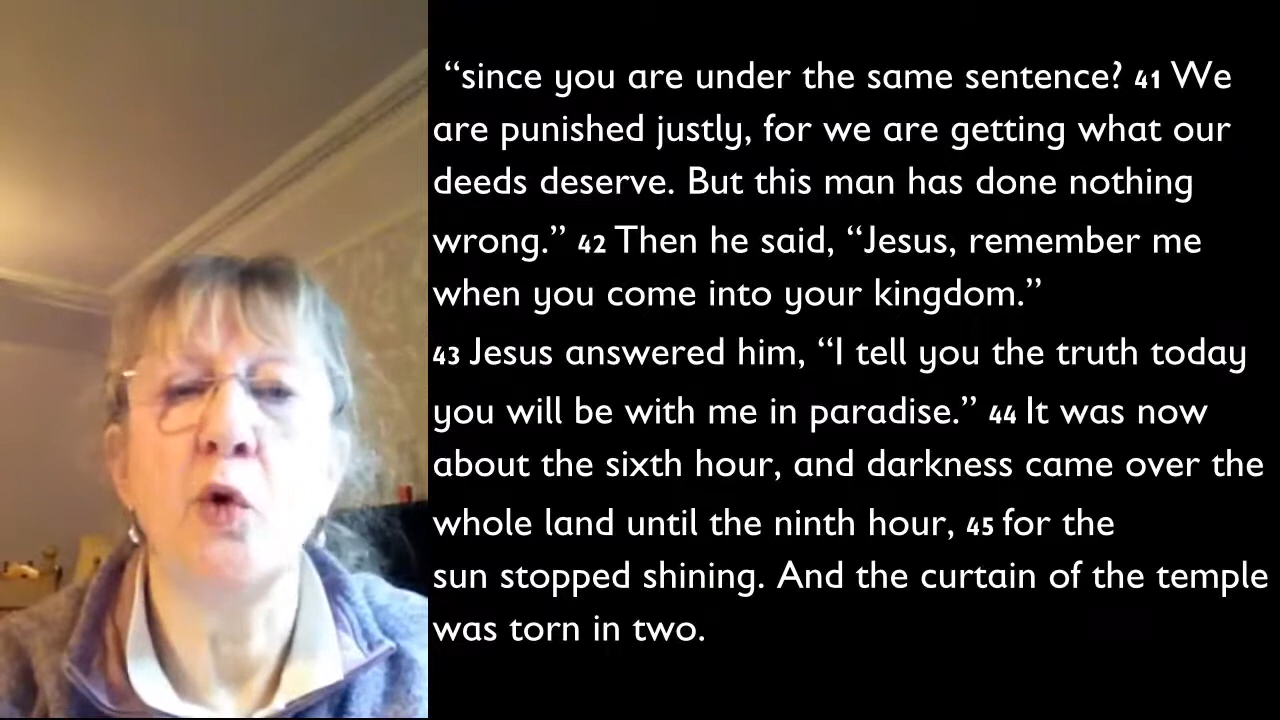 “since you are under the same sentence? 41 We
are punished justly, for we are getting what our
deeds deserve. But this man has done nothing
wrong.” 42 Then he said, “Jesus, remember me
when you come into your kingdom.”
43 Jesus answered him, “I tell you the truth today
you will be with me in paradise.” 44 It was now
about the sixth hour, and darkness came over the
whole land until the ninth hour, 45 for the
sun stopped shining. And the curtain of the temple
was torn in two.